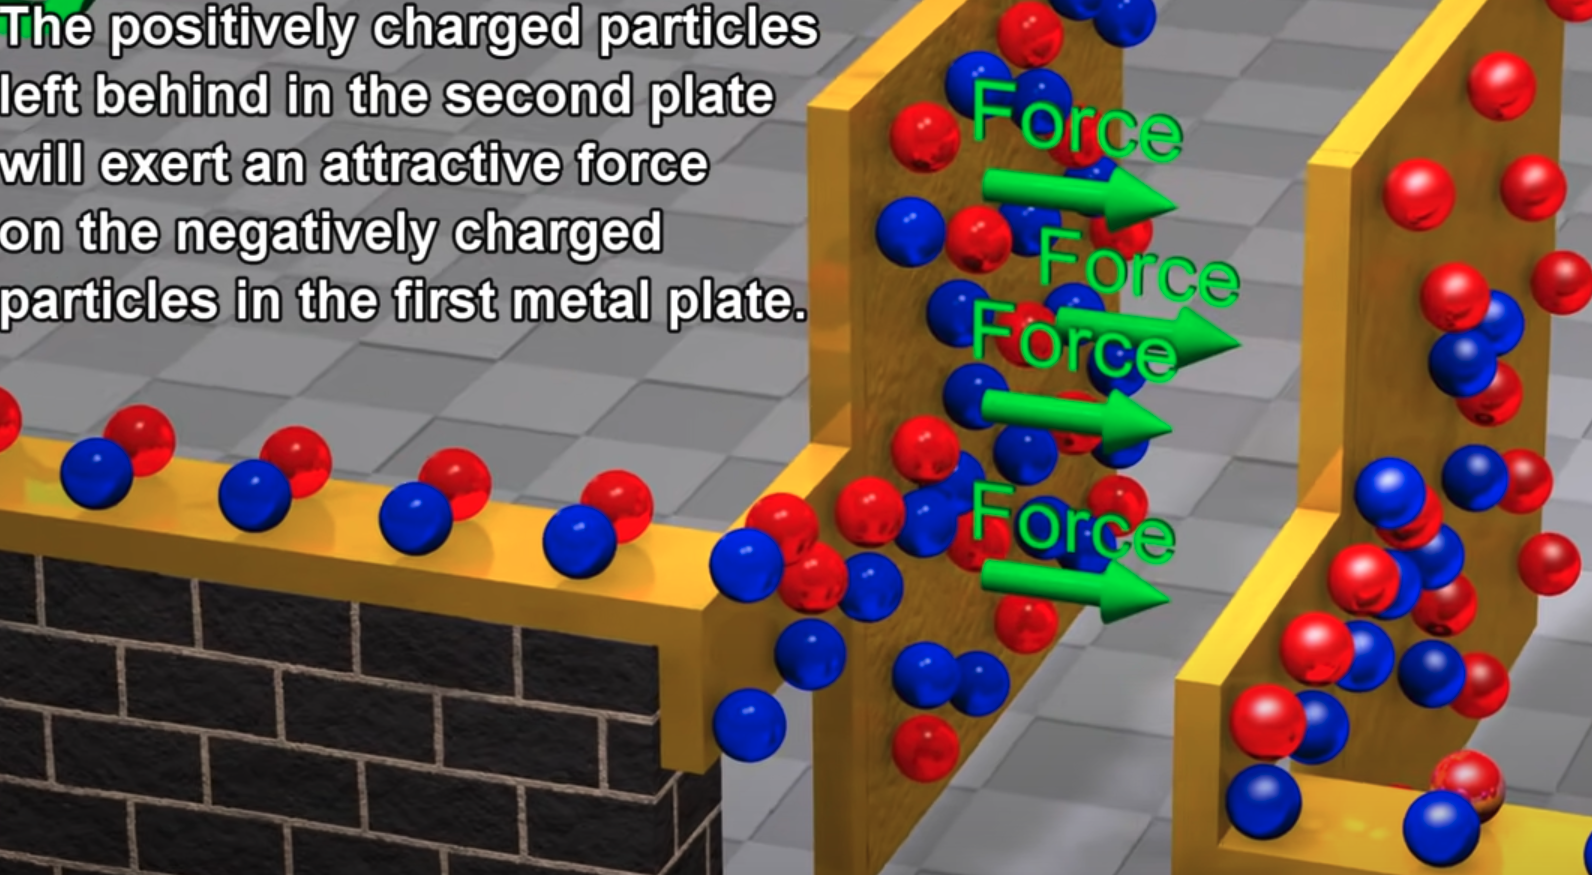 The positively charged particles
left behind in the second plate
will exert an attractive force
on the negatively charged
particles in the first metal plate.
Force
Force
Force
Force